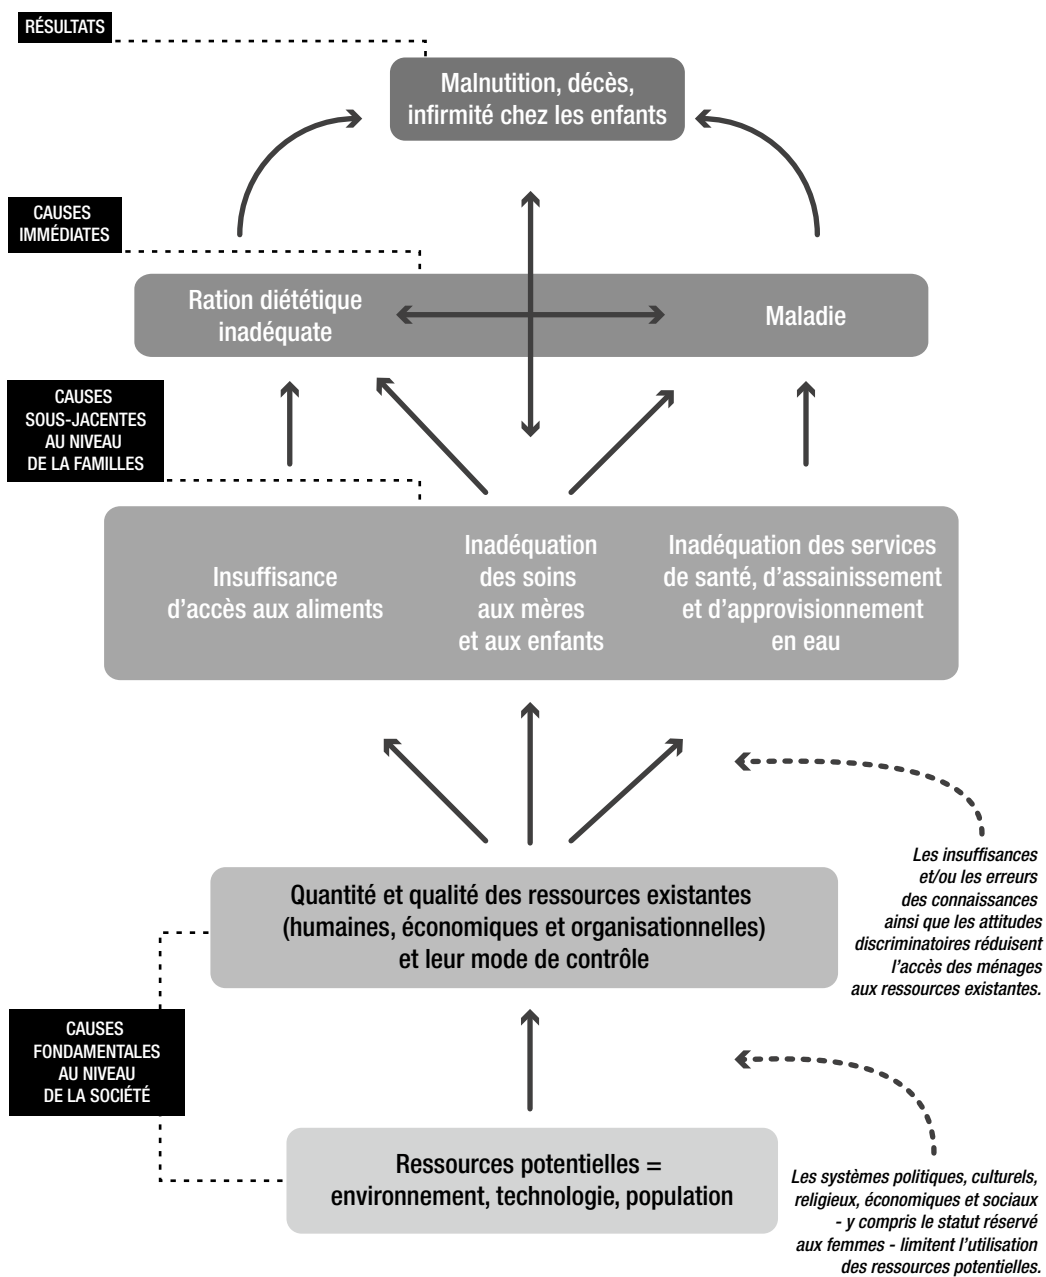 RÉSULTATS
Malnutition, décès,
infirmité chez les enfants
CAUSES
IMMÉDIATES
Ration diététique
inadéquate
Maladie
CAUSES
SOUS-JACENTES
AU NIVEAU
DE LA FAMILLES
Insuffisance
d'accès aux aliments
Inadéquation
des soins
aux mères
et aux enfants
Inadéquation des services
de santé, d'assainissement
et d'approvisionnement
en eau
Les insuffisances
et/ou les erreurs
des connaissances
ainsi que les attitudes
discriminatoires réduisent
l'accès des ménages
aux ressources existantes.
Quantité et qualité des ressources existantes
(humaines, économiques et organisationnelles)
et leur mode de contrôle
CAUSES
FONDAMENTALES
AU NIVEAU
DE LA SOCIÉTÉ
Ressources potentielles =
environnement, technologie, population
Les systèmes politiques, culturels,
religieux, économiques et sociaux
- y compris le statut réservé
aux femmes - limitent l'utilisation
des ressources potentielles.